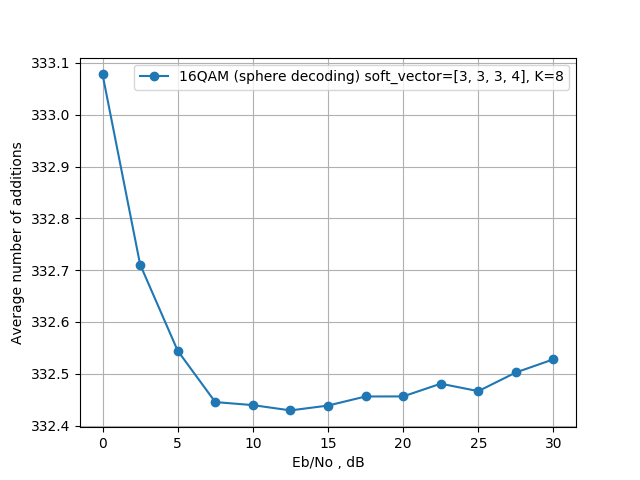 333.1
333.0
332.9
332.8
332.7
332.6
332.5
332.4
Average number of additions
16QAM (sphere decoding) soft_vector=[3, 3, 3, 4], K=8
0 5 10 15 20 25 30
Eb/No , dB